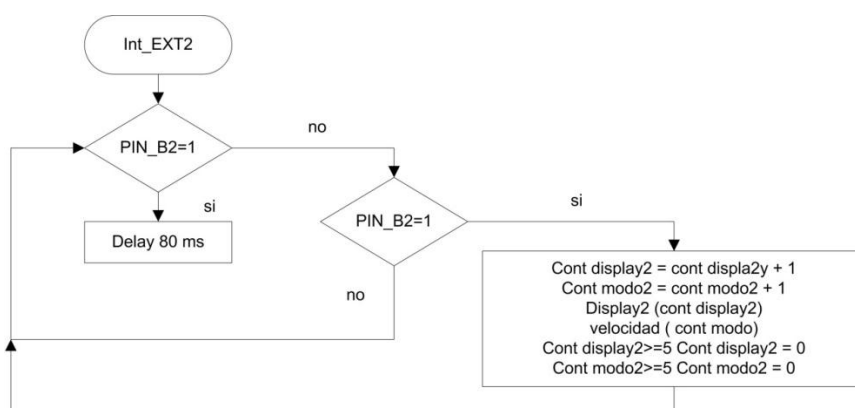 Int_EXT2
PIN_B2=1
no
si
Delay 80 ms
PIN_B2=1
si
no
Cont display2 = cont displa2y + 1
Cont modo2 = cont modo2 + 1
Display2 (cont display2)
velocidad ( cont modo)
Cont display2>=5 Cont display2 = 0
Cont modo2>=5 Cont modo2 = 0